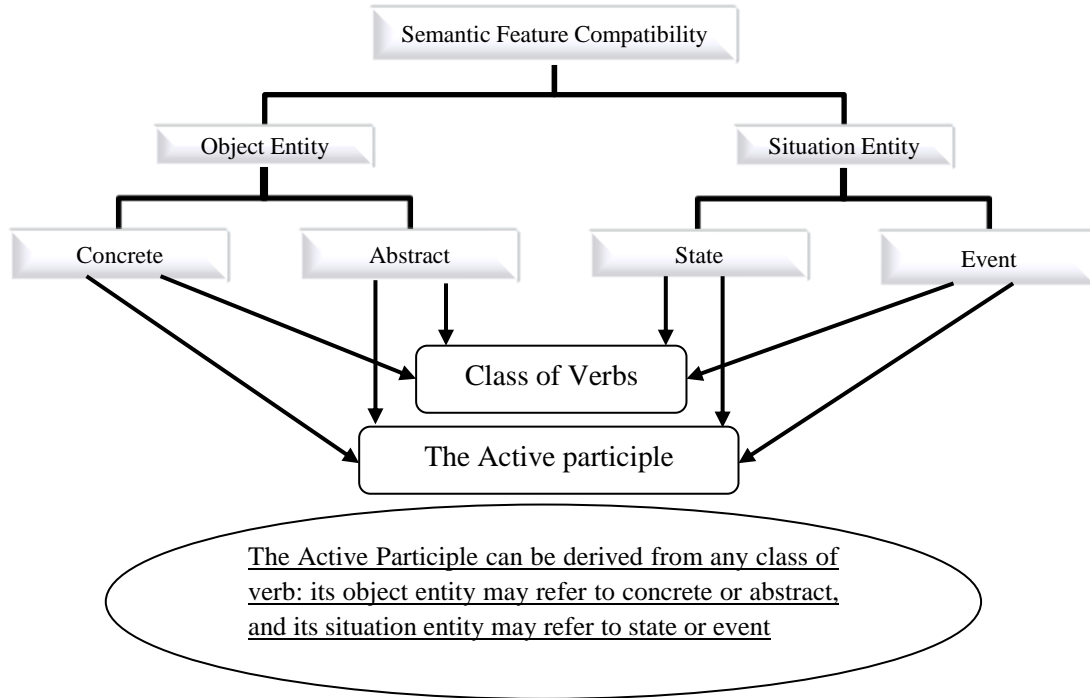 Semantic Feature Compatibility
Object Entity
Situation Entity
Concrete
Abstract
State
Event
Class of Verbs
The Active participle
The Active Participle can be derived from any class of
verb: its object entity may refer to concrete or abstract,
and its situation entity may refer to state or event